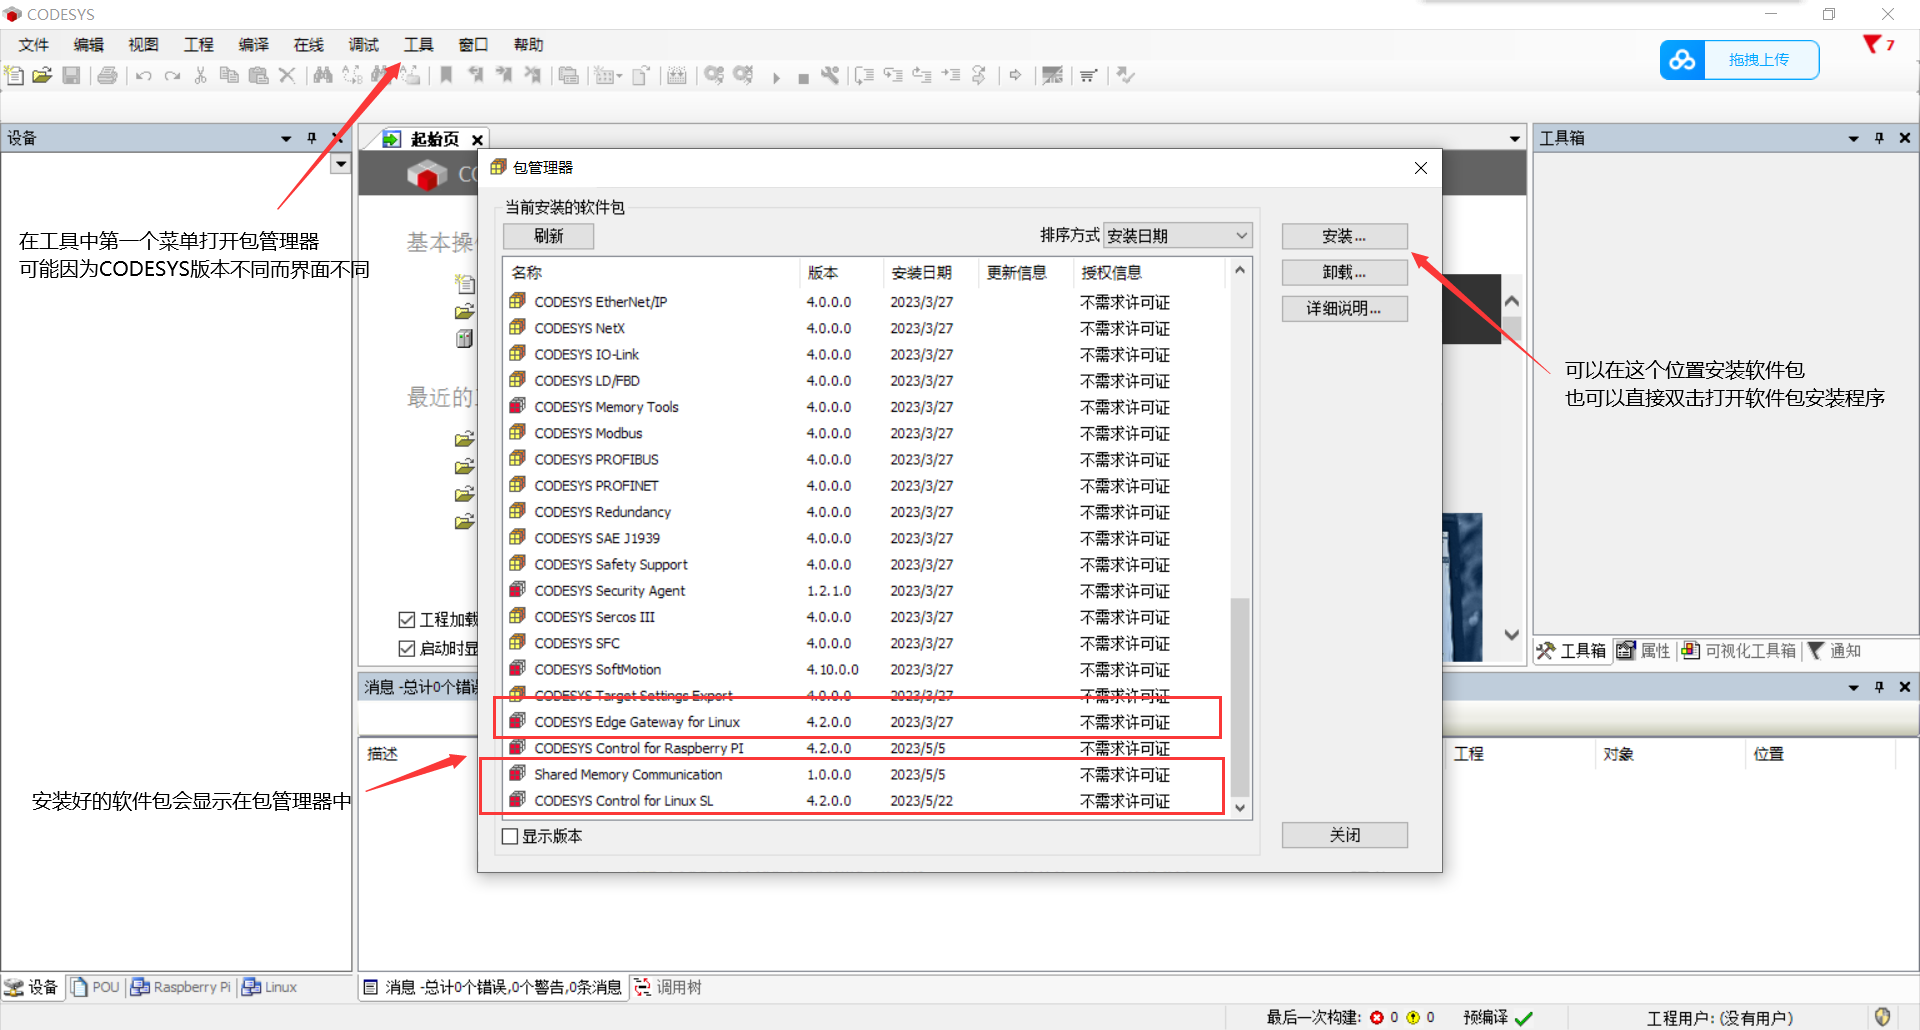 CODESYS
文件 编辑 视图 工程 编译 在线 调试 工具 窗口 帮助
拖拽上传
7
设备
起始页
工具箱
包管理器
当前安装的软件包
刷新
排序方式 安装日期
安装...
卸载...
详细说明...
在工具中第一个菜单打开包管理器
可能因为CODESYS版本不同而界面不同
基本操
最近的
工程加载
启动时显
名称 版本 安装日期 更新信息 授权信息
CODESYS EtherNet/IP 4.0.0.0 2023/3/27 不需求许可证
CODESYS NetX 4.0.0.0 2023/3/27 不需求许可证
CODESYS IO-Link 4.0.0.0 2023/3/27 不需求许可证
CODESYS LD/FBD 4.0.0.0 2023/3/27 不需求许可证
CODESYS Memory Tools 4.0.0.0 2023/3/27 不需求许可证
CODESYS Modbus 4.0.0.0 2023/3/27 不需求许可证
CODESYS PROFIBUS 4.0.0.0 2023/3/27 不需求许可证
CODESYS PROFINET 4.0.0.0 2023/3/27 不需求许可证
CODESYS Redundancy 4.0.0.0 2023/3/27 不需求许可证
CODESYS SAE J1939 4.0.0.0 2023/3/27 不需求许可证
CODESYS Safety Support 4.0.0.0 2023/3/27 不需求许可证
CODESYS Security Agent 1.2.1.0 2023/3/27 不需求许可证
CODESYS Sercos III 4.0.0.0 2023/3/27 不需求许可证
CODESYS SFC 4.0.0.0 2023/3/27 不需求许可证
CODESYS SoftMotion 4.10.0.0 2023/3/27 不需求许可证
CODESYS Target Settings Export 4.0.0.0 2023/3/27 不需求许可证
CODESYS Edge Gateway for Linux 4.2.0.0 2023/3/27 不需求许可证
CODESYS Control for Raspberry PI 4.2.0.0 2023/5/5 不需求许可证
Shared Memory Communication 1.0.0.0 2023/5/5 不需求许可证
CODESYS Control for Linux SL 4.2.0.0 2023/5/22 不需求许可证
显示版本
关闭
可以在这个位置安装软件包
也可以直接双击打开软件包安装程序
工具箱 属性 可视化工具箱 通知
消息 -总计0个错误
描述 工程 对象 位置
安装好的软件包会显示在包管理器中
设备 POU Raspberry Pi Linux
消息 -总计0个错误,0个警告,0条消息 调用树
最后一次构建: 0 0 预编译 工程用户: (没有用户)